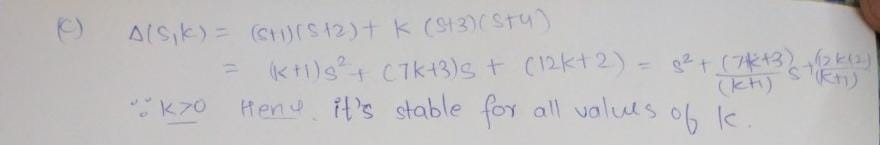 (c) Δ(S,K) = (S+1)(S+2) + K (S+3)(S+4)
= (K+1)S² + (7K+3)S + (12K+2) = S² + (7K+3)/(K+1) S + (12K+2)/(K+1)
∵ K>0 Hence it's stable for all values of K.